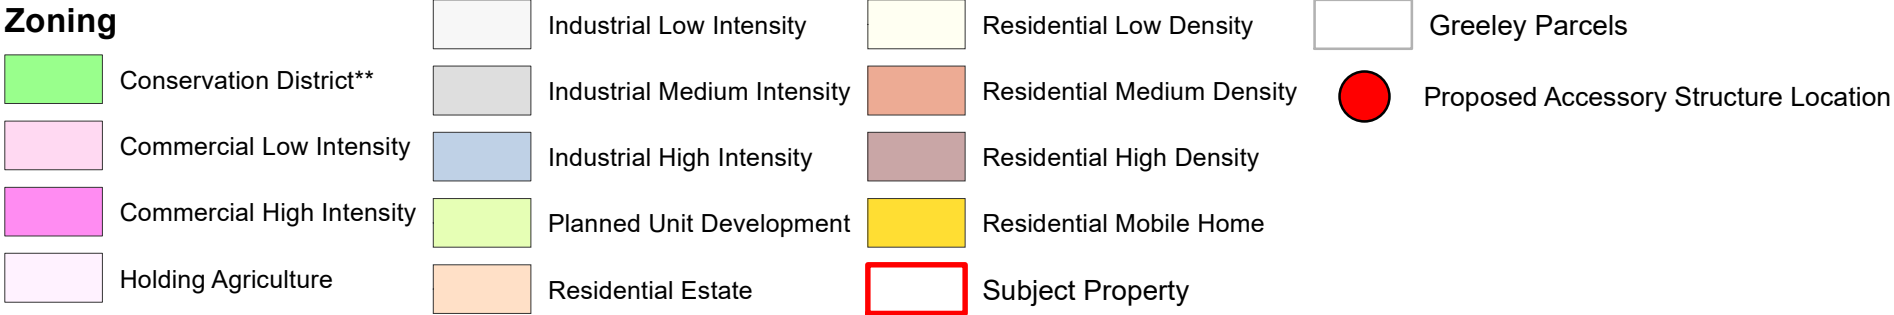 Zoning
Conservation District**
Commercial Low Intensity
Commercial High Intensity
Holding Agriculture
Industrial Low Intensity
Industrial Medium Intensity
Industrial High Intensity
Planned Unit Development
Residential Estate
Residential Low Density
Residential Medium Density
Residential High Density
Residential Mobile Home
Subject Property
Greeley Parcels
Proposed Accessory Structure Location